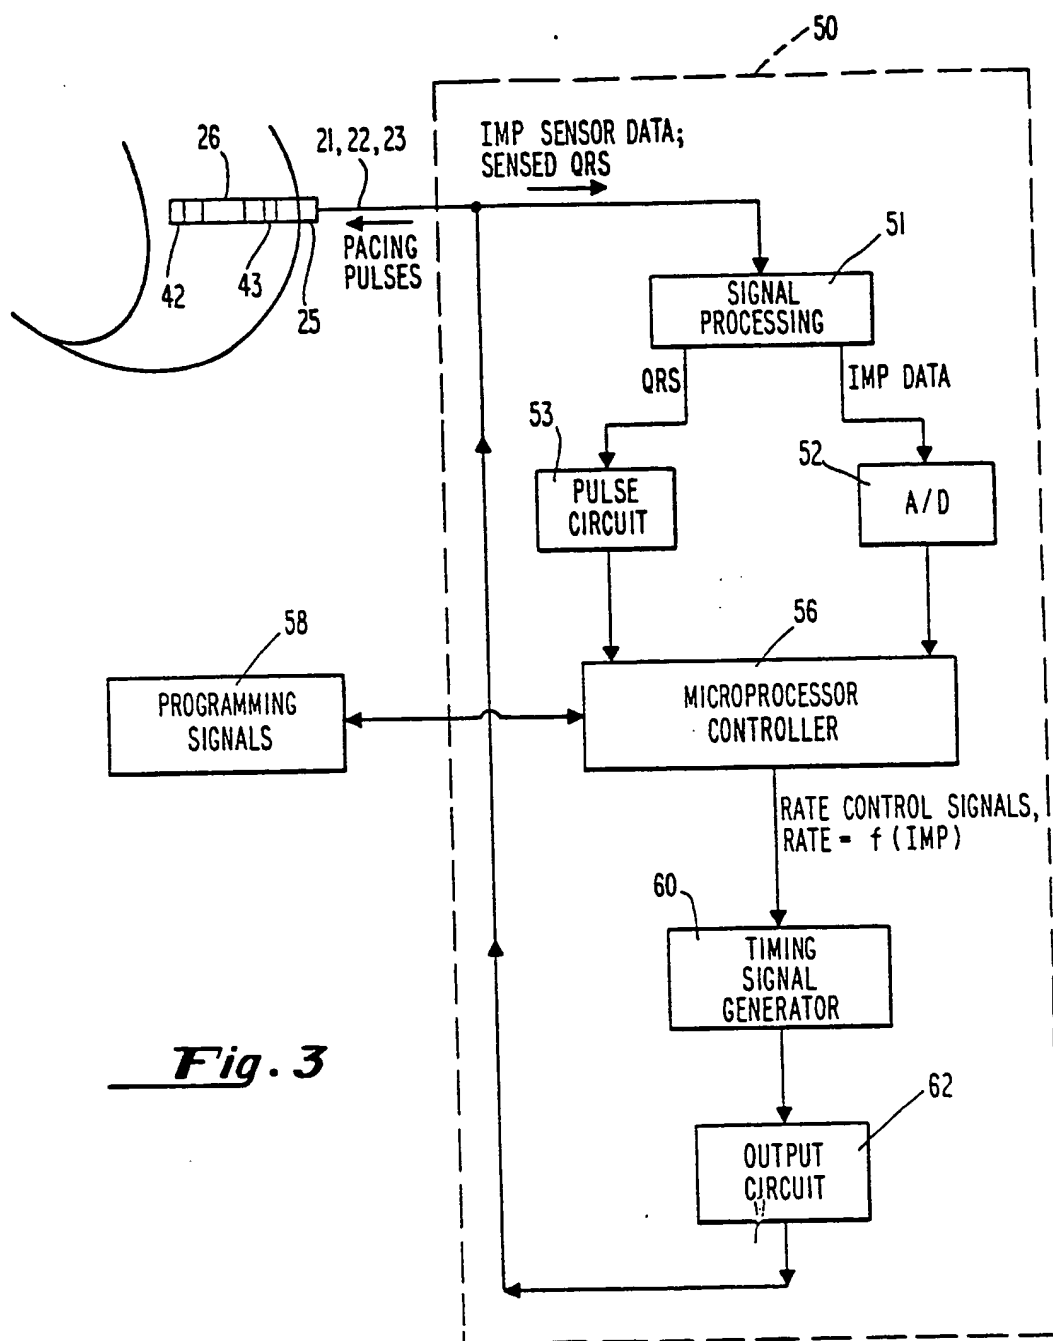 50
26
21, 22, 23
IMP SENSOR DATA;
SENSED QRS
PACING
PULSES
42
43
25
51
SIGNAL
PROCESSING
QRS
IMP DATA
53
52
PULSE
CIRCUIT
A/D
58
56
PROGRAMMING
SIGNALS
MICROPROCESSOR
CONTROLLER
RATE CONTROL SIGNALS,
RATE = f (IMP)
60
TIMING
SIGNAL
GENERATOR
Fig. 3
62
OUTPUT
CIRCUIT